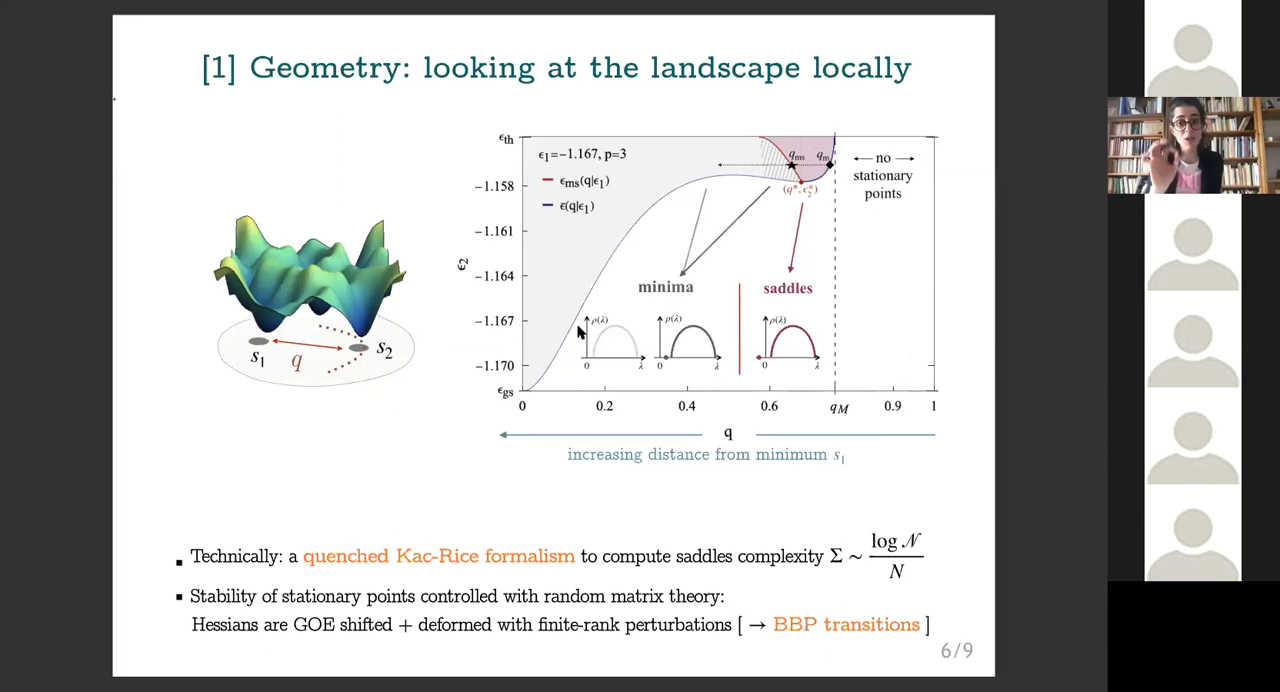 [1] Geometry: looking at the landscape locally
s1
q
s2
ϵth
-1.158
-1.161
-1.164
-1.167
-1.170
ϵgs
ϵ2
ϵ1=-1.167, p=3
ϵms(q|ϵ1)
ϵ̄(q|ϵ1)
qms
qm
(q*, ϵ2*)
no
stationary
points
minima
saddles
ρ(λ)
0
λ
ρ(λ)
0
λ
ρ(λ)
0
λ
0
0.2
0.4
0.6
qM
0.9
1
q
increasing distance from minimum s1
▪ Technically: a quenched Kac-Rice formalism to compute saddles complexity Σ ~ log 𝒩 / N
▪ Stability of stationary points controlled with random matrix theory:
Hessians are GOE shifted + deformed with finite-rank perturbations [ → BBP transitions ]
6/9